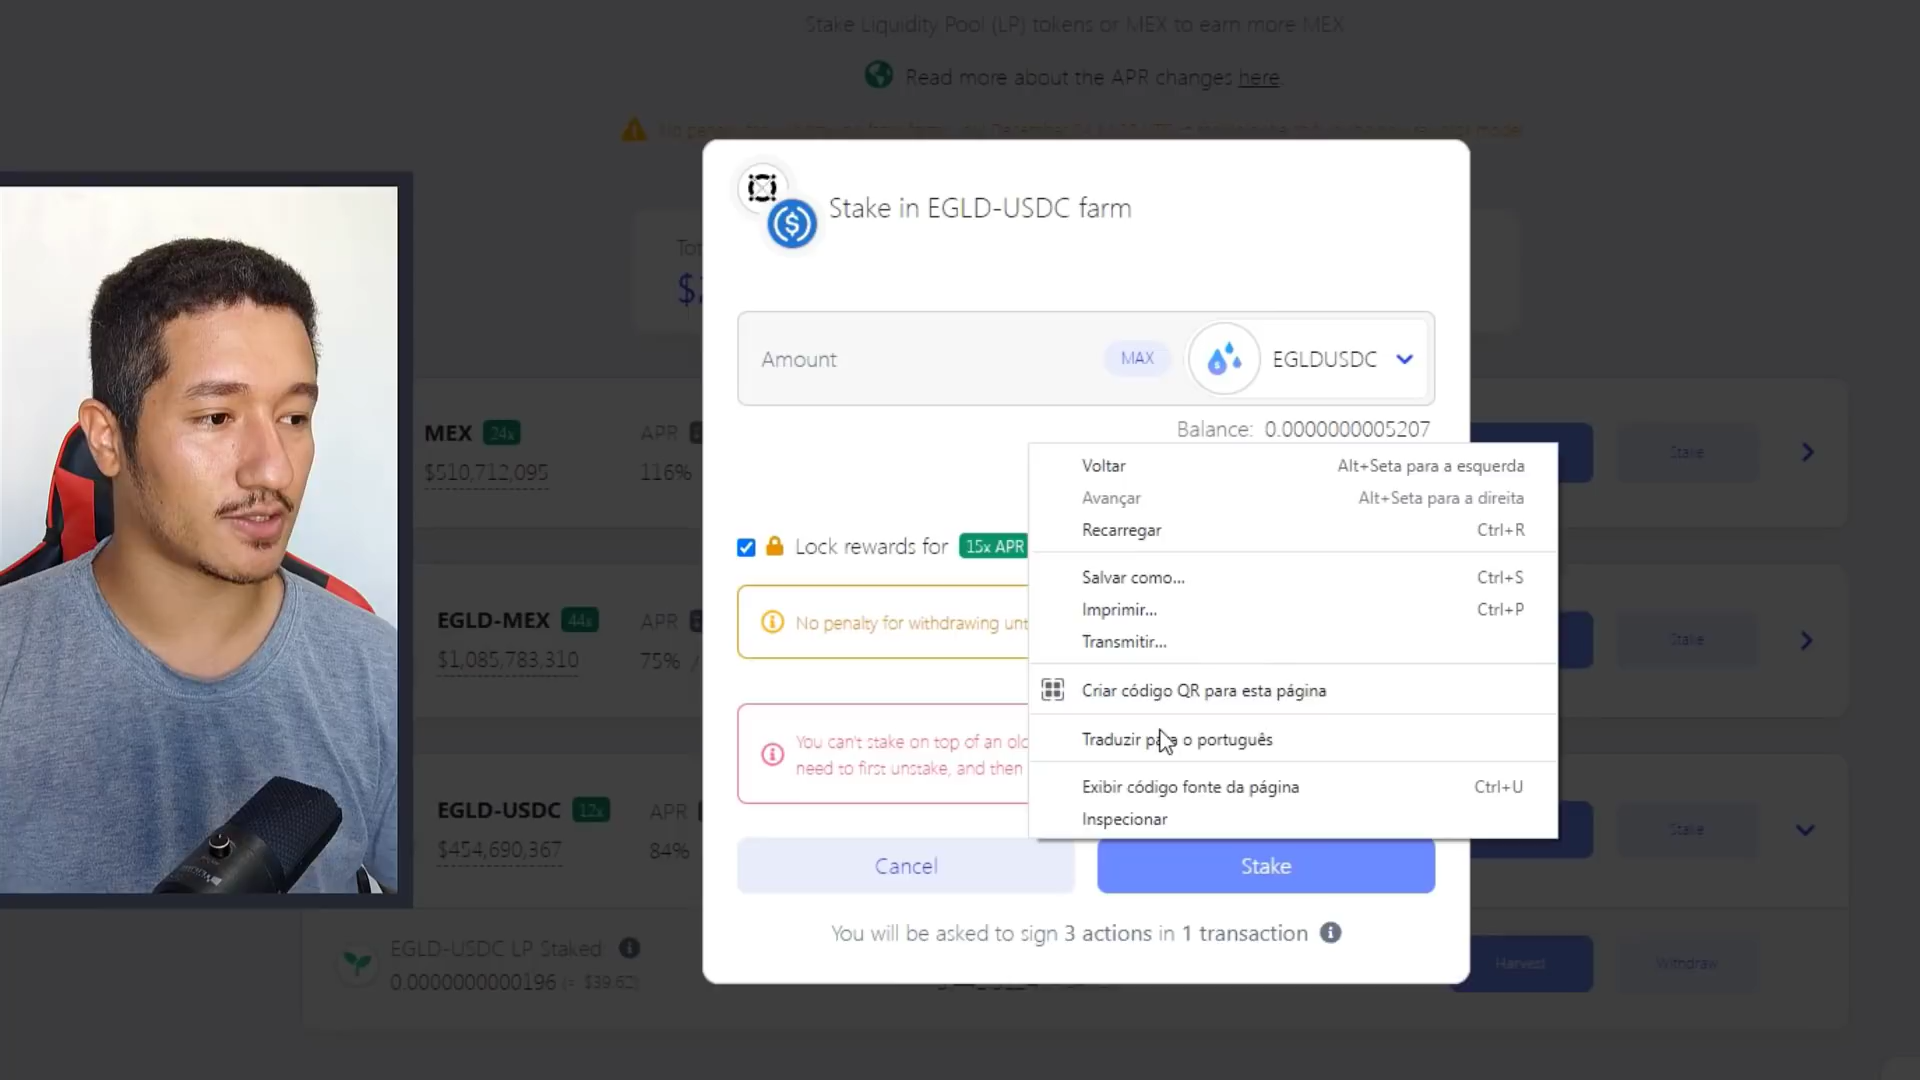 Stake Liquidity Pool (LP) tokens or MEX to earn more MEX
Read more about the APR changes here
Stake in EGLD-USDC farm
Amount
MAX
EGLDUSDC
Balance: 0.0000000005207
Lock rewards for
15x APR
No penalty for withdrawing unt
You can't stake on top of an old
need to first unstake, and then
Cancel
Stake
You will be asked to sign 3 actions in 1 transaction
Voltar
Alt+Seta para a esquerda
Avançar
Alt+Seta para a direita
Recarregar
Ctrl+R
Salvar como...
Ctrl+S
Imprimir...
Ctrl+P
Transmitir...
Criar código QR para esta página
Traduzir para o português
Exibir código fonte da página
Ctrl+U
Inspecionar
MEX
24x
APR
$510,712,095
116%
Stake
EGLD-MEX
44x
APR
$1,085,783,310
75% /
Stake
EGLD-USDC
12x
APR
$454,690,367
84%
Stake
EGLD-USDC LP Staked
0.0000000000196 (≈ $39.62)
Harvest
Withdraw